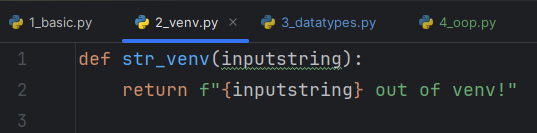 1_basic.py 2_venv.py × 3_datatypes.py 4_oop.py
1 def str_venv(inputstring):
2     return f"{inputstring} out of venv!"
3